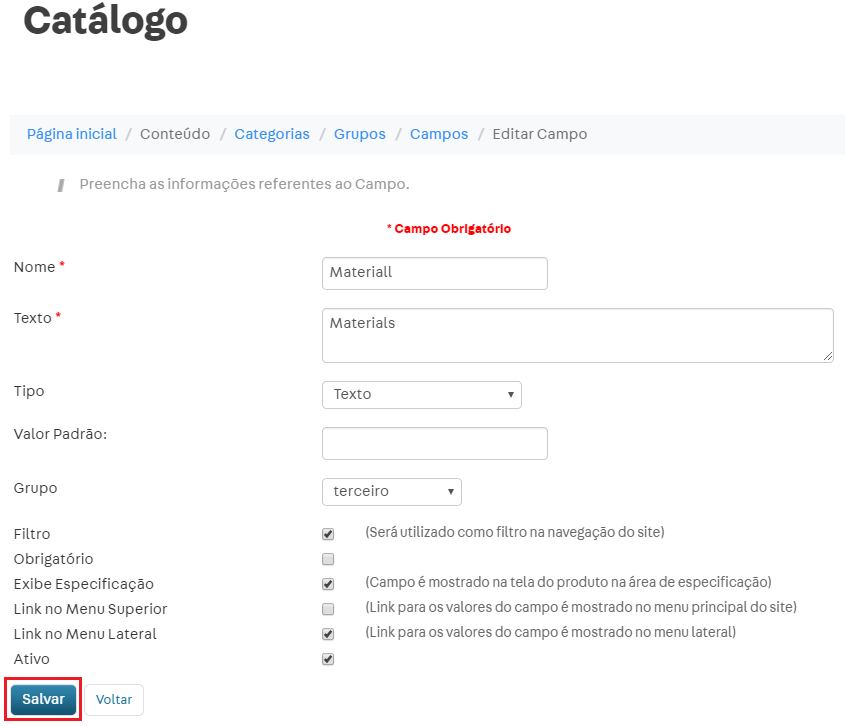 Catálogo
Página inicial / Conteúdo / Categorias / Grupos / Campos / Editar Campo
Preencha as informações referentes ao Campo.
* Campo Obrigatório
Nome * Materiall
Texto * Materials
Tipo Texto
Valor Padrão:
Grupo terceiro
Filtro (Será utilizado como filtro na navegação do site)
Obrigatório
Exibe Especificação (Campo é mostrado na tela do produto na área de especificação)
Link no Menu Superior (Link para os valores do campo é mostrado no menu principal do site)
Link no Menu Lateral (Link para os valores do campo é mostrado no menu lateral)
Ativo
Salvar Voltar